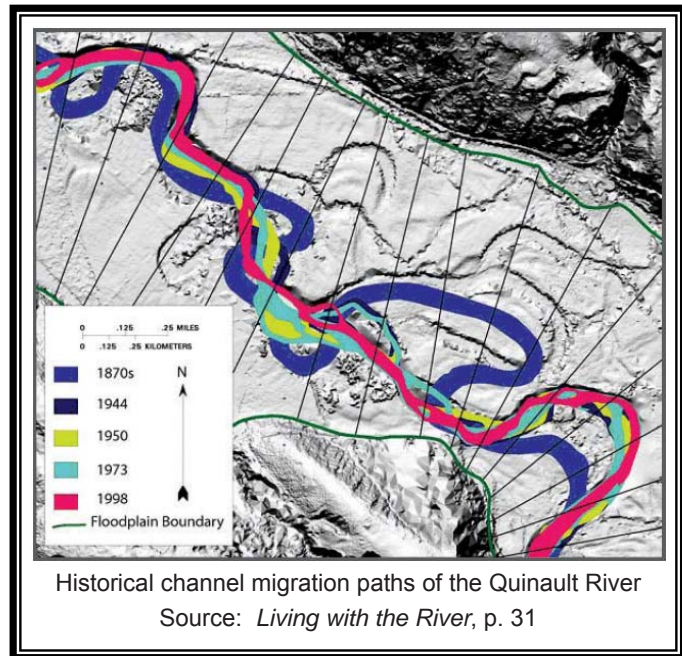 0 .125 .25 MILES
0 .125 .25 KILOMETERS
1870s
N
1944
1950
1973
1998
Floodplain Boundary
Historical channel migration paths of the Quinault River
Source: Living with the River, p. 31